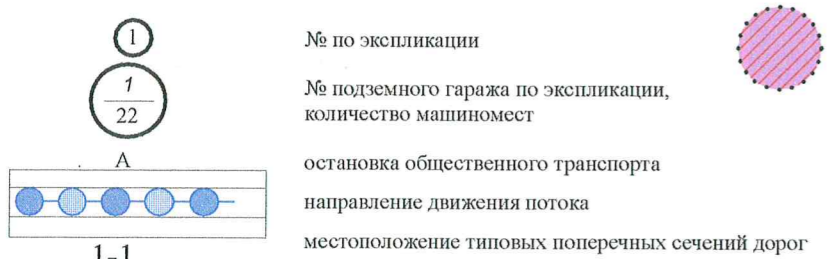 1
№ по экспликации
1
22
№ подземного гаража по экспликации,
количество машиномест
А
остановка общественного транспорта
направление движения потока
1-1
местоположение типовых поперечных сечений дорог